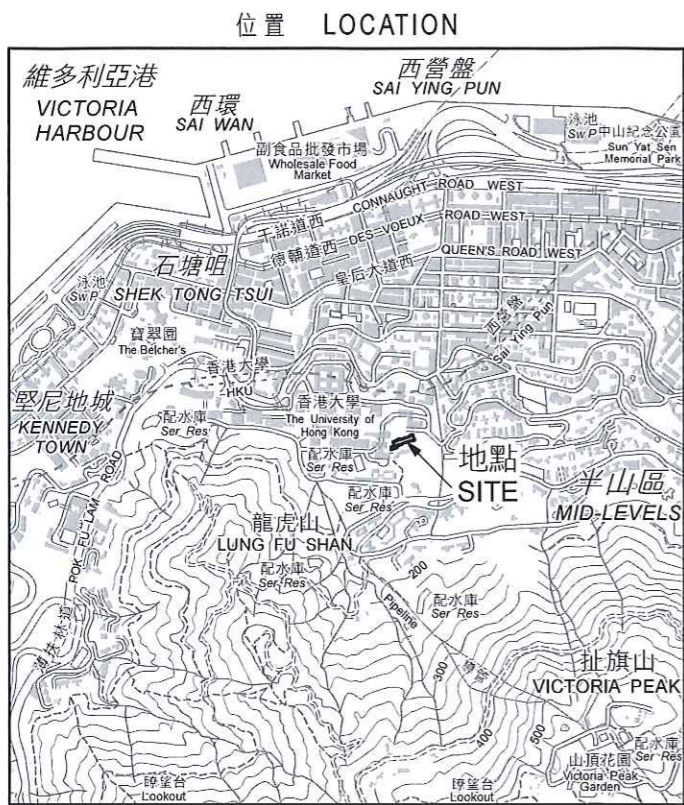 位置 LOCATION
維多利亞港
VICTORIA
HARBOUR
西環
SAI WAN
西營盤
SAI YING PUN
副食品批發市場
Wholesale Food
Market
泳池
Sw P
中山紀念公園
Sun Yat Sen
Memorial Park
干諾道西
CONNAUGHT ROAD WEST
德輔道西
DES VOEUX ROAD WEST
皇后大道西
QUEEN'S ROAD WEST
石塘咀
SHEK TONG TSUI
泳池
Sw P
寶翠園
The Belcher's
西營盤
Sai Ying Pun
香港大學
HKU
香港大學
The University of
Hong Kong
堅尼地城
KENNEDY
TOWN
配水庫
Ser Res
配水庫
Ser Res
地點
SITE
配水庫
Ser Res
半山區
MID-LEVELS
龍虎山
LUNG FU SHAN
配水庫
Ser Res
200
配水庫
Ser Res
POK FU LAM ROAD
薄扶林道
Pipeline
300
400
500
扯旗山
VICTORIA PEAK
山頂花園
Victoria Peak
Garden
配水庫
Ser Res
瞭望台
Lookout
瞭望台
Lookout